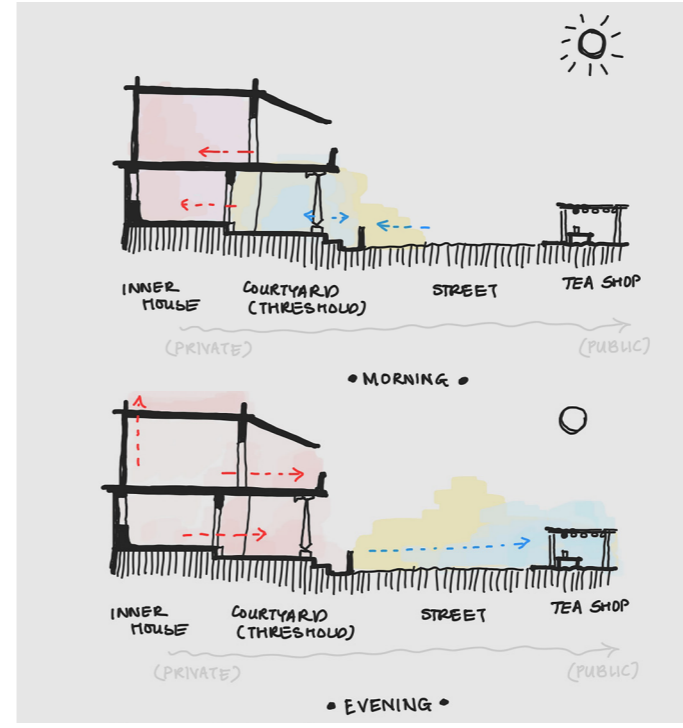 INNER HOUSE
COURTYARD (THRESHOLD)
STREET
TEA SHOP
(PRIVATE)
(PUBLIC)
• MORNING •
INNER HOUSE
COURTYARD (THRESHOLD)
STREET
TEA SHOP
(PRIVATE)
(PUBLIC)
• EVENING •